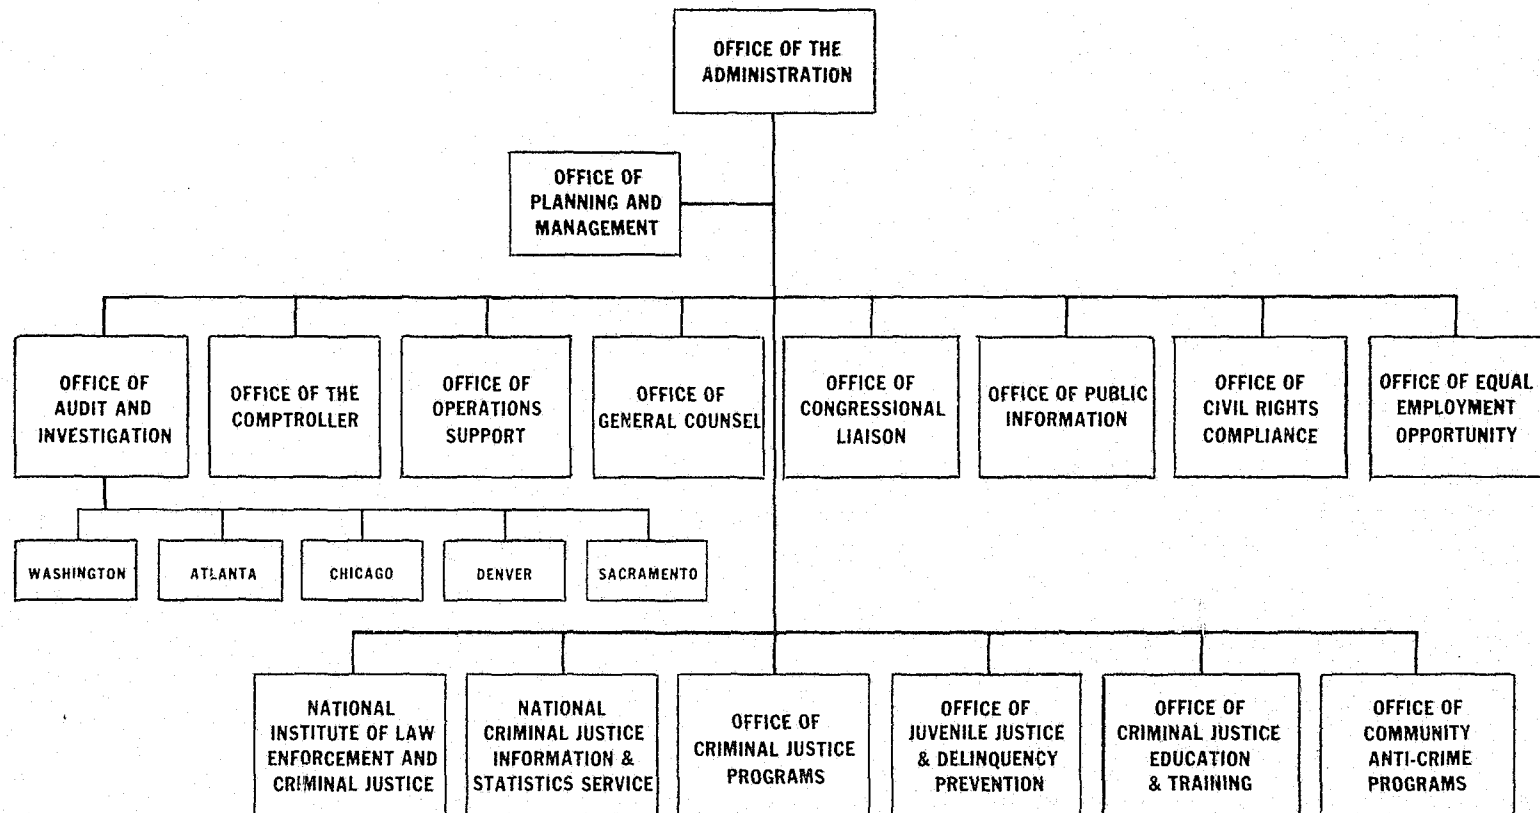 OFFICE OF THE
ADMINISTRATION
OFFICE OF
PLANNING AND
MANAGEMENT
OFFICE OF
AUDIT AND
INVESTIGATION
OFFICE OF THE
COMPTROLLER
OFFICE OF
OPERATIONS
SUPPORT
OFFICE OF
GENERAL COUNSEL
OFFICE OF
CONGRESSIONAL
LIAISON
OFFICE OF PUBLIC
INFORMATION
OFFICE OF
CIVIL RIGHTS
COMPLIANCE
OFFICE OF EQUAL
EMPLOYMENT
OPPORTUNITY
WASHINGTON
ATLANTA
CHICAGO
DENVER
SACRAMENTO
NATIONAL
INSTITUTE OF LAW
ENFORCEMENT AND
CRIMINAL JUSTICE
NATIONAL
CRIMINAL JUSTICE
INFORMATION &
STATISTICS SERVICE
OFFICE OF
CRIMINAL JUSTICE
PROGRAMS
OFFICE OF
JUVENILE JUSTICE
& DELINQUENCY
PREVENTION
OFFICE OF
CRIMINAL JUSTICE
EDUCATION
& TRAINING
OFFICE OF
COMMUNITY
ANTI-CRIME
PROGRAMS